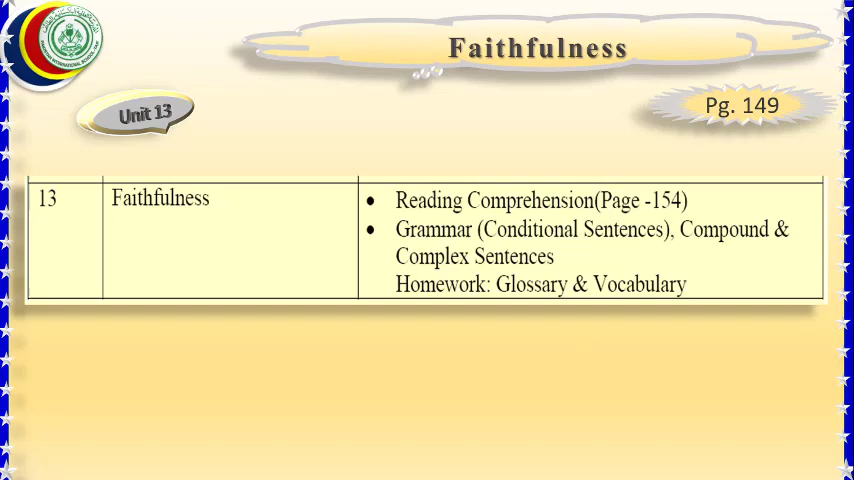 Faithfulness
Unit 13
Pg. 149
13 Faithfulness • Reading Comprehension(Page -154)
• Grammar (Conditional Sentences), Compound &
Complex Sentences
Homework: Glossary & Vocabulary